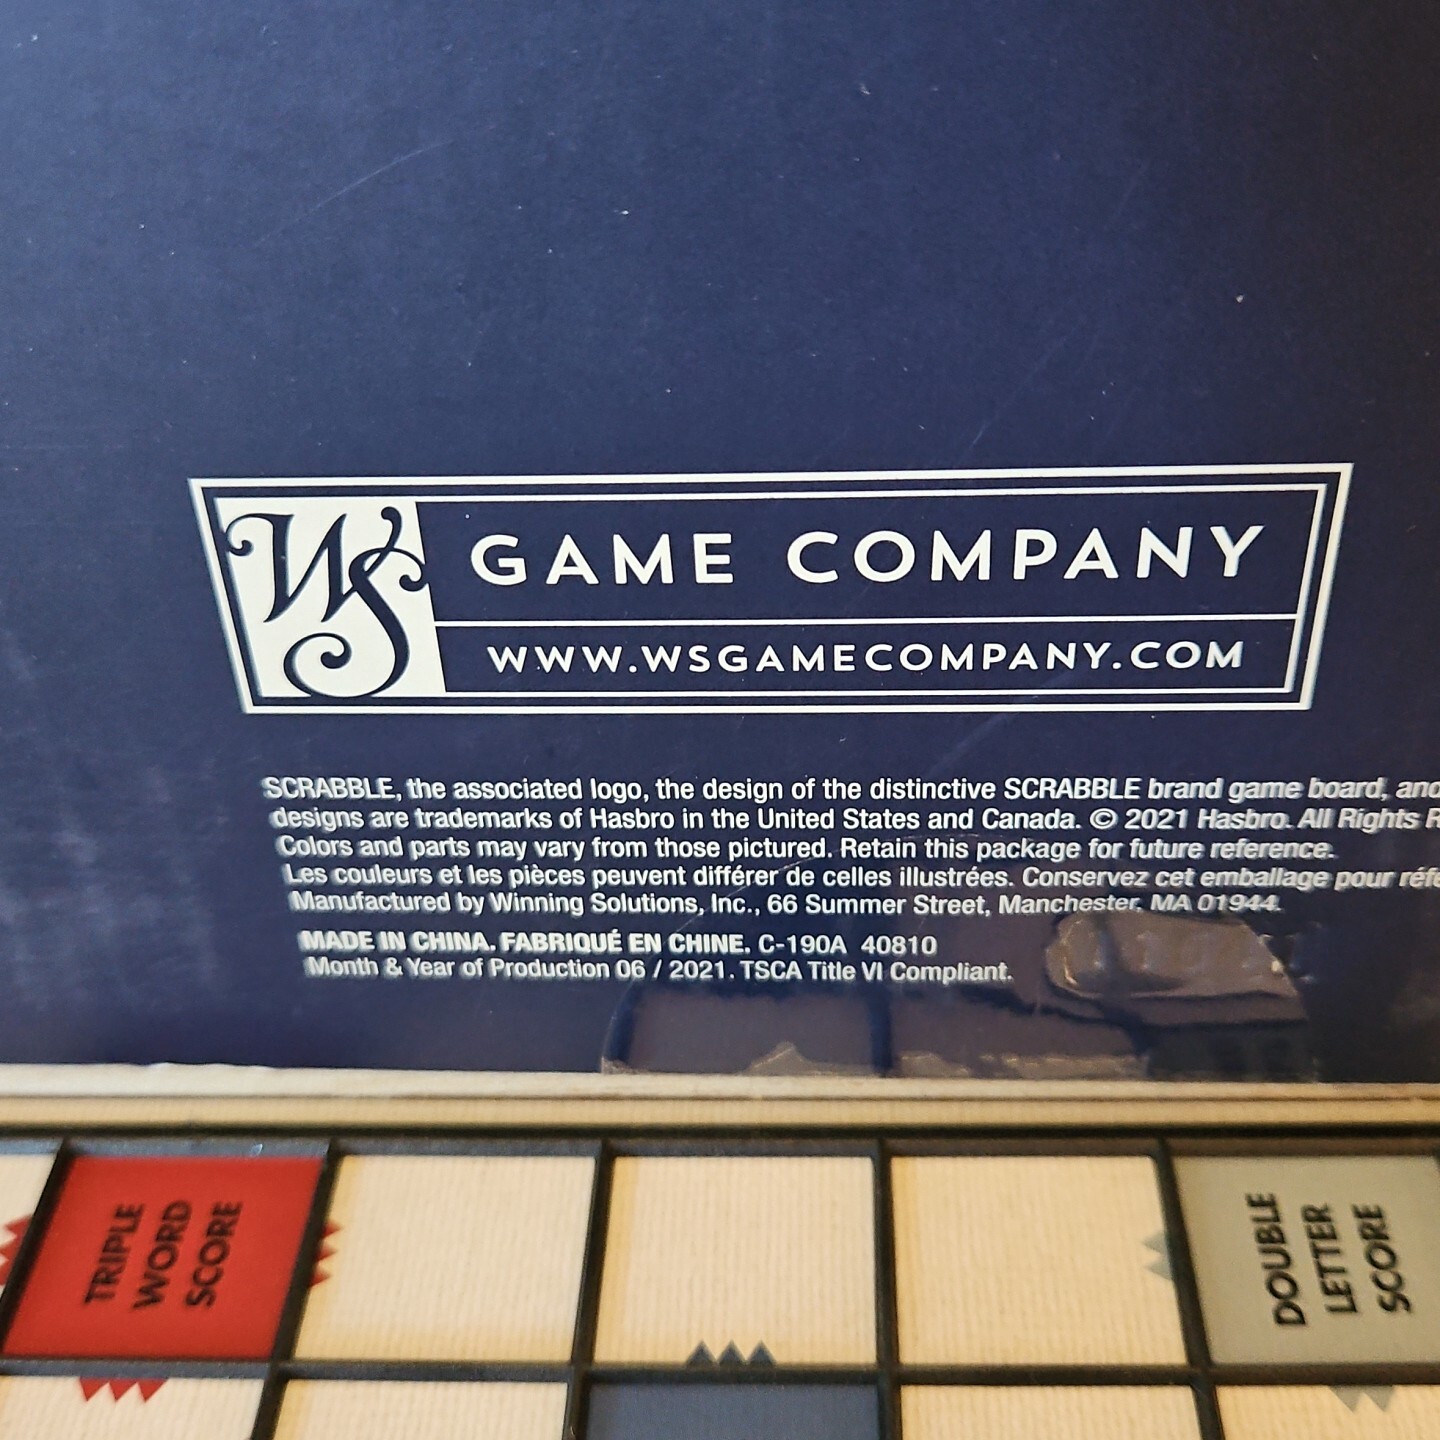 WS GAME COMPANY
WWW.WSGAMECOMPANY.COM
SCRABBLE, the associated logo, the design of the distinctive SCRABBLE brand game board, and
designs are trademarks of Hasbro in the United States and Canada. © 2021 Hasbro. All Rights R
Colors and parts may vary from those pictured. Retain this package for future reference.
Les couleurs et les pièces peuvent différer de celles illustrées. Conservez cet emballage pour réfé
Manufactured by Winning Solutions, Inc., 66 Summer Street, Manchester, MA 01944.
MADE IN CHINA. FABRIQUÉ EN CHINE. C-190A 40810
Month & Year of Production 06 / 2021. TSCA Title VI Compliant.
TRIPLE
WORD
SCORE
DOUBLE
LETTER
SCORE